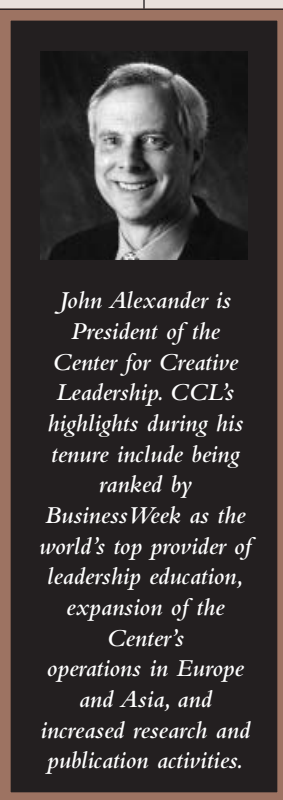 John Alexander is
President of the
Center for Creative
Leadership. CCL’s
highlights during his
tenure include being
ranked by
BusinessWeek as the
world’s top provider of
leadership education,
expansion of the
Center’s
operations in Europe
and Asia, and
increased research and
publication activities.